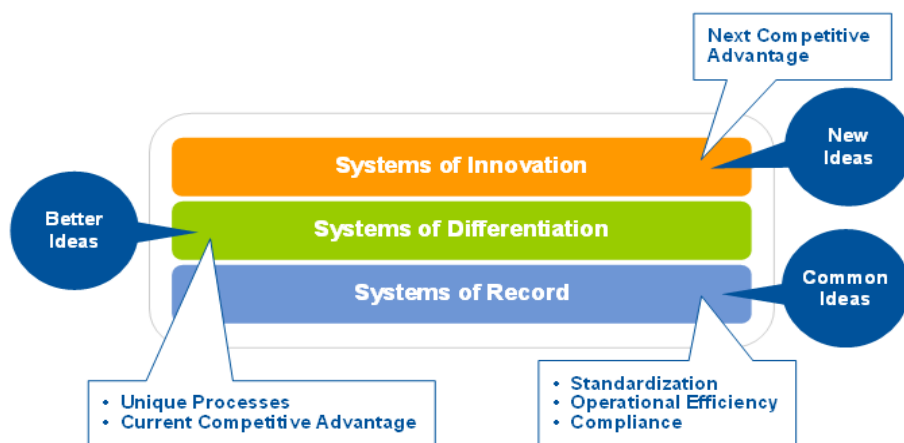 Next Competitive
Advantage
New
Ideas
Systems of Innovation
Better
Ideas
Systems of Differentiation
Systems of Record
Common
Ideas
• Unique Processes
• Current Competitive Advantage
• Standardization
• Operational Efficiency
• Compliance